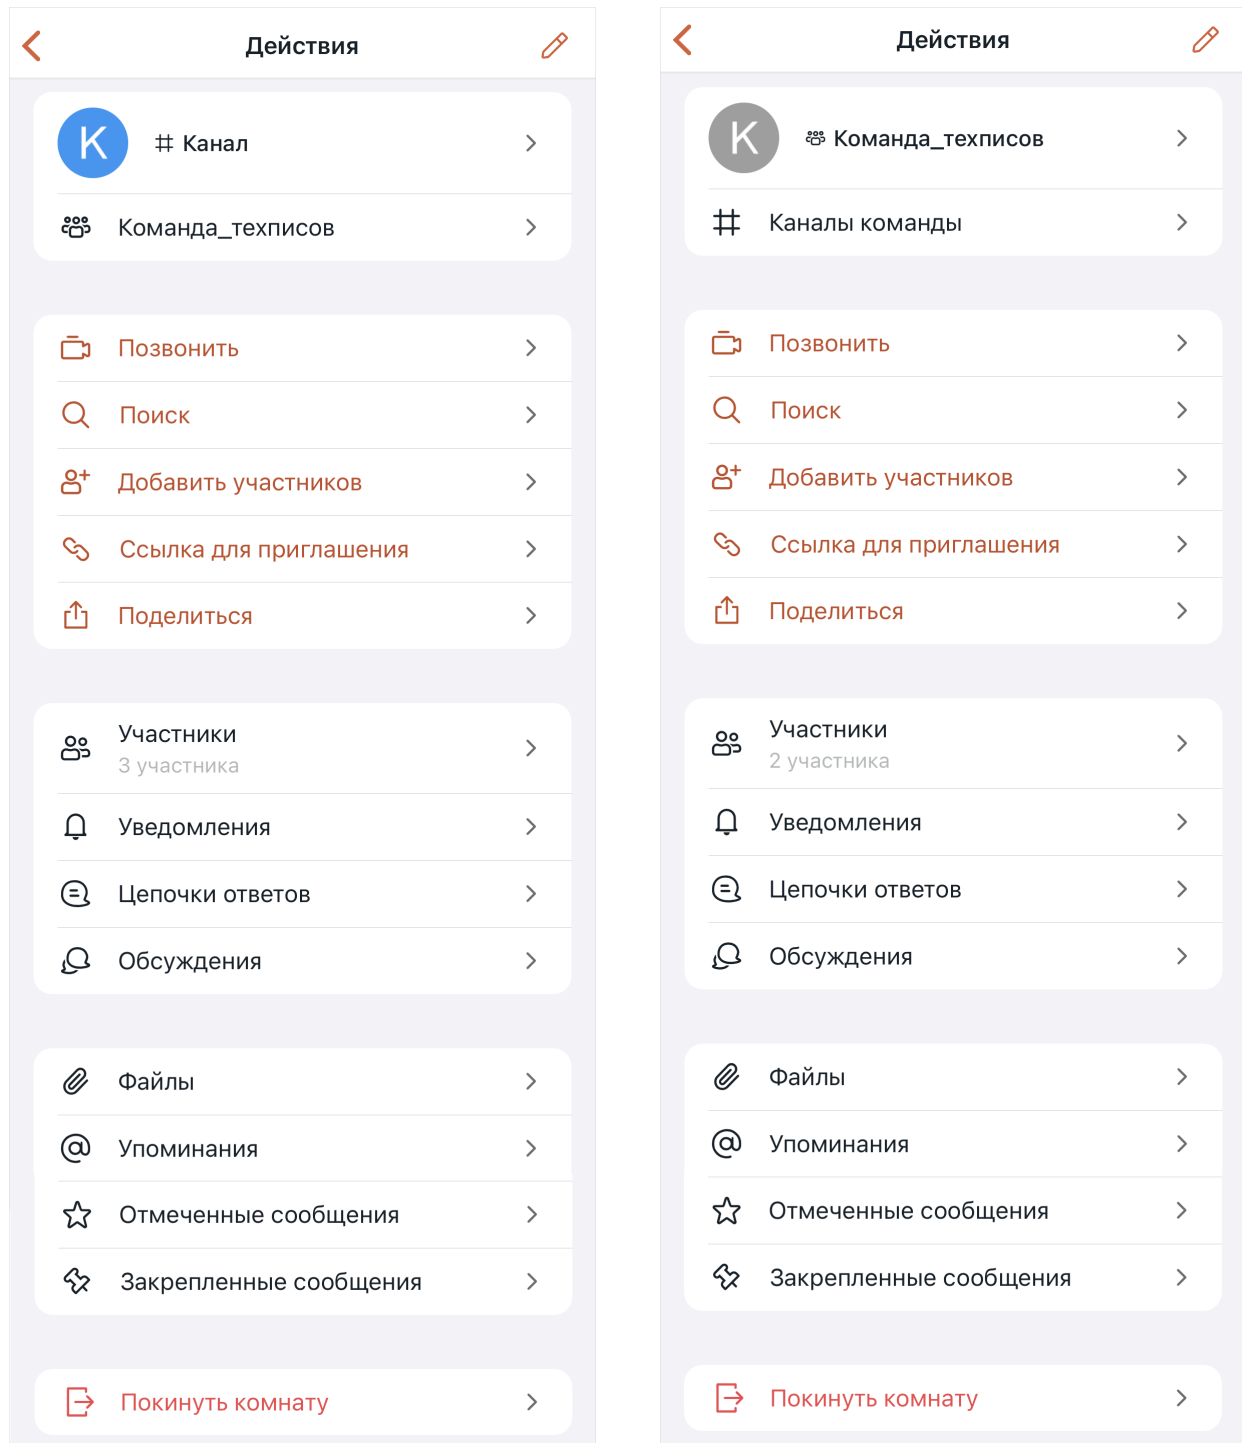 Действия
K
# Канал
Команда_техписов
Позвонить
Поиск
Добавить участников
Ссылка для приглашения
Поделиться
Участники
3 участника
Уведомления
Цепочки ответов
Обсуждения
Файлы
Упоминания
Отмеченные сообщения
Закрепленные сообщения
Покинуть комнату
Действия
K
Команда_техписов
Каналы команды
Позвонить
Поиск
Добавить участников
Ссылка для приглашения
Поделиться
Участники
2 участника
Уведомления
Цепочки ответов
Обсуждения
Файлы
Упоминания
Отмеченные сообщения
Закрепленные сообщения
Покинуть комнату